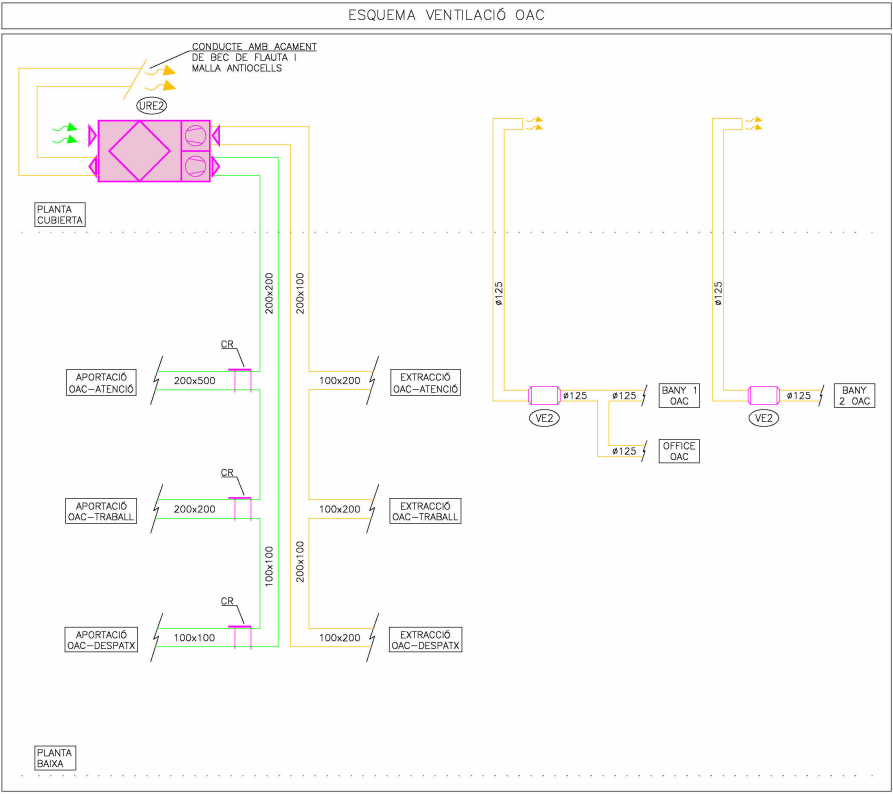 ESQUEMA VENTILACIÓ OAC
CONDUCTE AMB ACAMENT
DE BEC DE FLAUTA I
MALLA ANTIOCELLS
URE2
PLANTA
CUBIERTA
200x200
200x100
ø125
ø125
CR
APORTACIÓ
OAC-ATENCIÓ
200x500
100x200
EXTRACCIÓ
OAC-ATENCIÓ
ø125
ø125
BANY 1
OAC
VE2
ø125
OFFICE
OAC
ø125
BANY
2 OAC
VE2
CR
APORTACIÓ
OAC-TRABALL
200x200
100x200
EXTRACCIÓ
OAC-TRABALL
100x100
200x100
CR
APORTACIÓ
OAC-DESPATX
100x100
100x200
EXTRACCIÓ
OAC-DESPATX
PLANTA
BAIXA